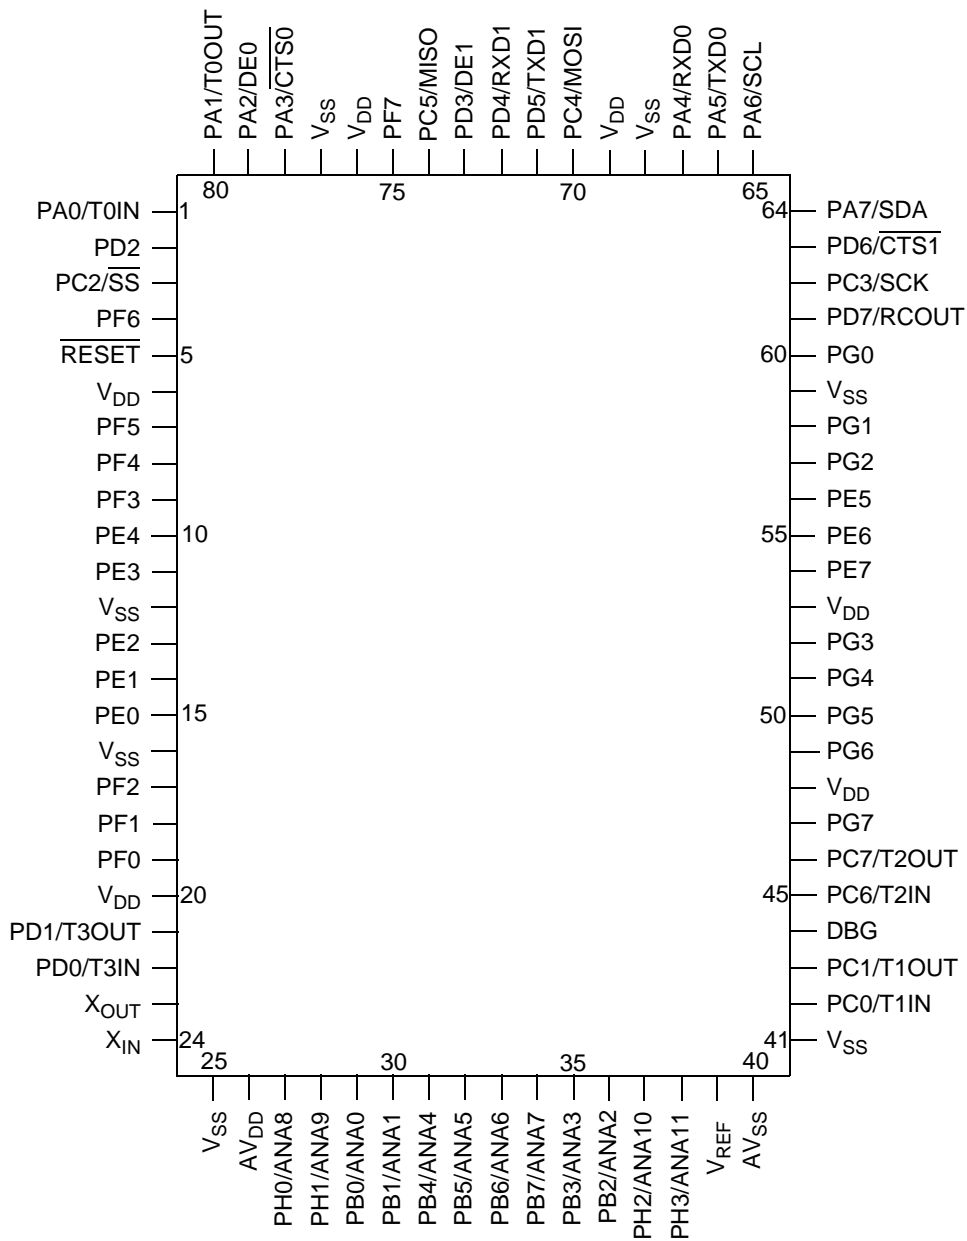 PA1/T0OUT
PA2/DE0
PA3/CTS0
VSS
VDD
PF7
PC5/MISO
PD3/DE1
PD4/RXD1
PD5/TXD1
PC4/MOSI
VDD
VSS
PA4/RXD0
PA5/TXD0
PA6/SCL
80 75 70 65
PA0/T0IN 1 64 PA7/SDA
PD2 PD6/CTS1
PC2/SS PC3/SCK
PF6 PD7/RCOUT
RESET 5 60 PG0
VDD VSS
PF5 PG1
PF4 PG2
PF3 PE5
PE4 10 55 PE6
PE3 PE7
VSS VDD
PE2 PG3
PE1 PG4
PE0 15 50 PG5
VSS PG6
PF2 VDD
PF1 PG7
PF0 PC7/T2OUT
VDD 20 45 PC6/T2IN
PD1/T3OUT DBG
PD0/T3IN PC1/T1OUT
XOUT PC0/T1IN
XIN 24 41 VSS
25 30 35 40
VSS
AVDD
PH0/ANA8
PH1/ANA9
PB0/ANA0
PB1/ANA1
PB4/ANA4
PB5/ANA5
PB6/ANA6
PB7/ANA7
PB3/ANA3
PB2/ANA2
PH2/ANA10
PH3/ANA11
VREF
AVSS